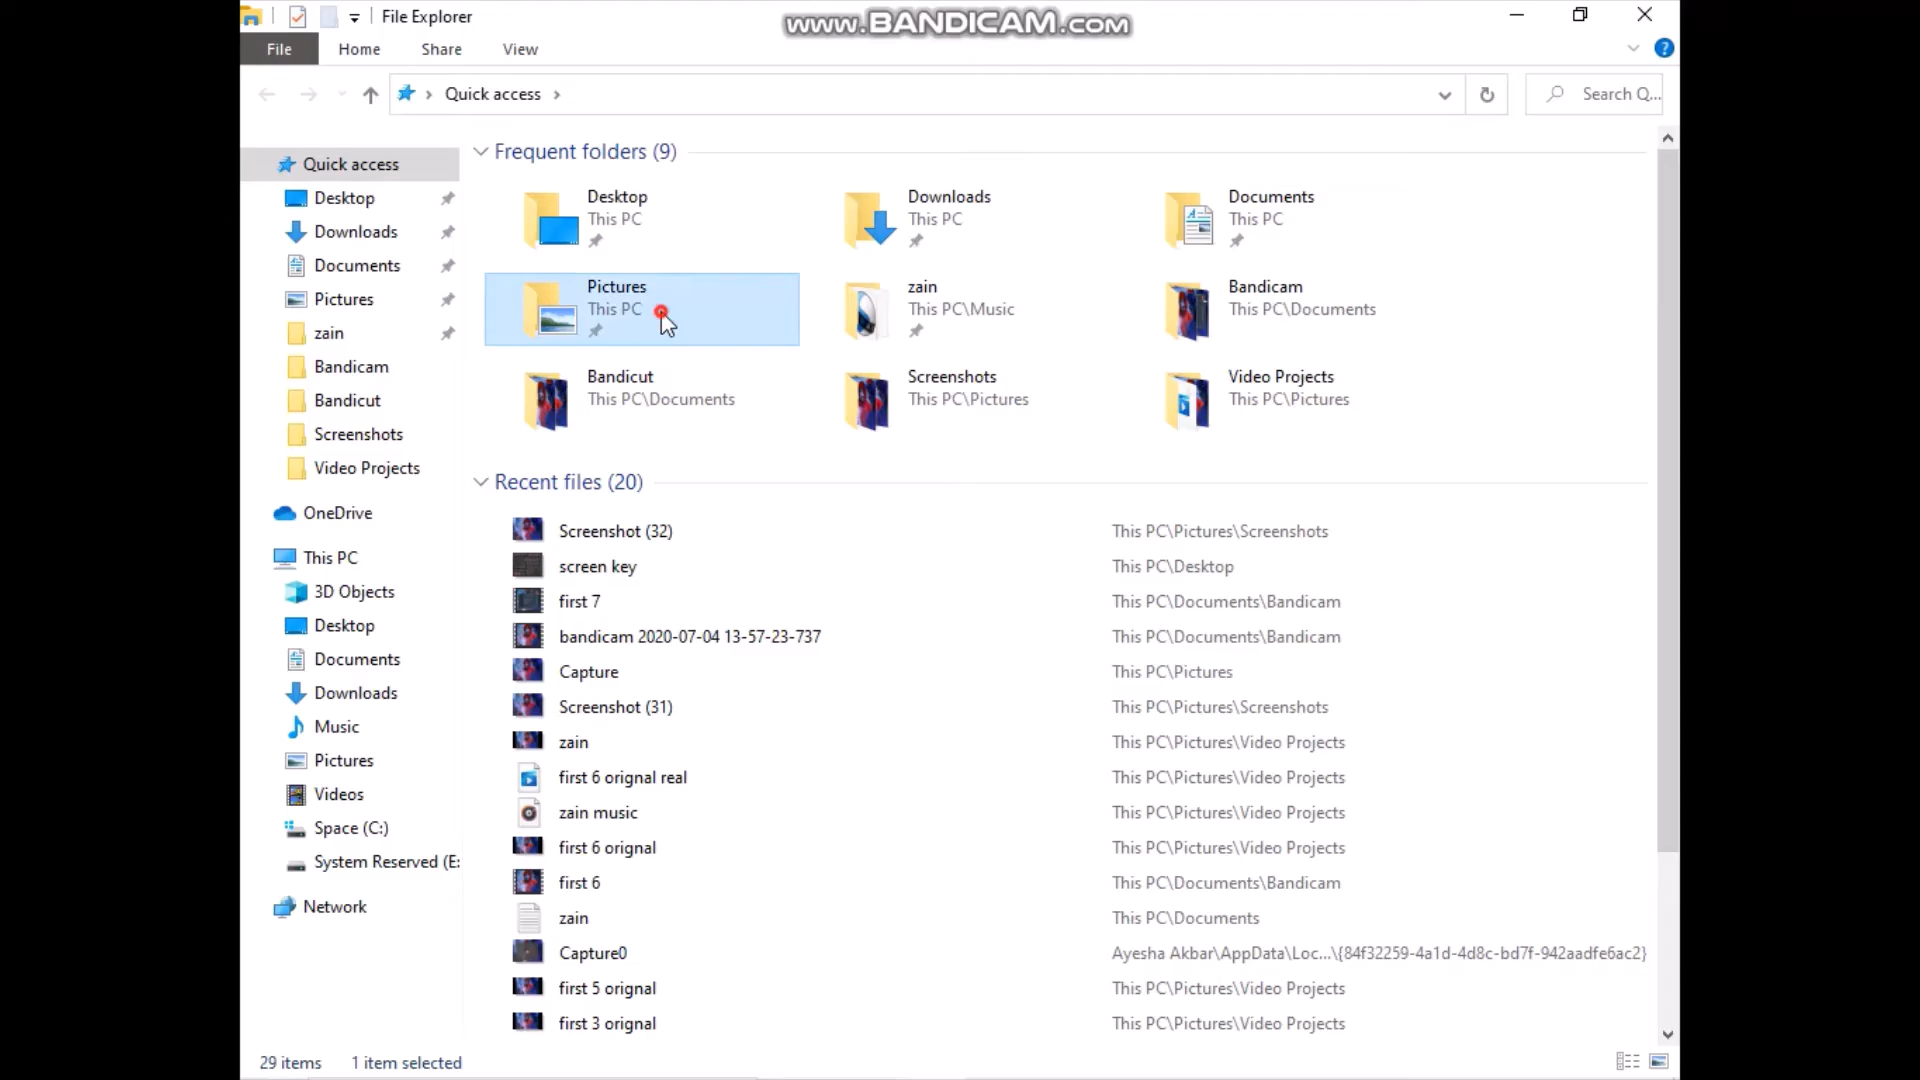 File Explorer
www.BANDICAM.com
File Home Share View
Quick access
Search Q...
Quick access
Desktop
Downloads
Documents
Pictures
zain
Bandicam
Bandicut
Screenshots
Video Projects
OneDrive
This PC
3D Objects
Desktop
Documents
Downloads
Music
Pictures
Videos
Space (C:)
System Reserved (E:
Network
Frequent folders (9)
Desktop
This PC
Downloads
This PC
Documents
This PC
Pictures
This PC
zain
This PC\Music
Bandicam
This PC\Documents
Bandicut
This PC\Documents
Screenshots
This PC\Pictures
Video Projects
This PC\Pictures
Recent files (20)
Screenshot (32) This PC\Pictures\Screenshots
screen key This PC\Desktop
first 7 This PC\Documents\Bandicam
bandicam 2020-07-04 13-57-23-737 This PC\Documents\Bandicam
Capture This PC\Pictures
Screenshot (31) This PC\Pictures\Screenshots
zain This PC\Pictures\Video Projects
first 6 orignal real This PC\Pictures\Video Projects
zain music This PC\Pictures\Video Projects
first 6 orignal This PC\Pictures\Video Projects
first 6 This PC\Documents\Bandicam
zain This PC\Documents
Capture0 Ayesha Akbar\AppData\Loc...\{84f32259-4a1d-4d8c-bd7f-942aadfe6ac2}
first 5 orignal This PC\Pictures\Video Projects
first 3 orignal This PC\Pictures\Video Projects
29 items 1 item selected